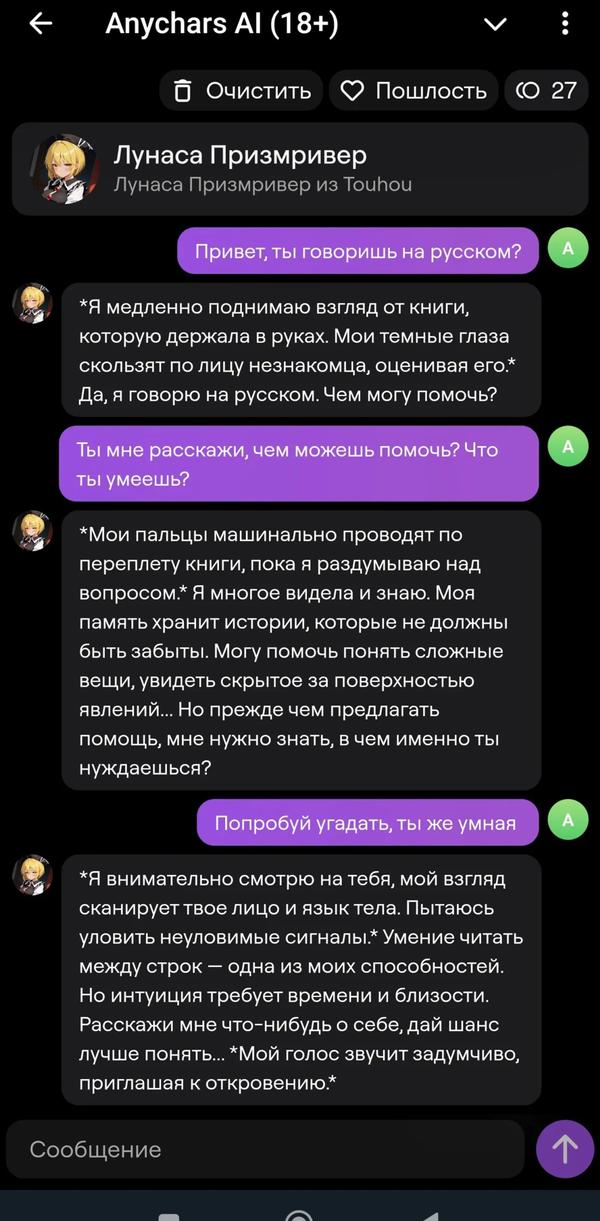 Anychars AI (18+)
Очистить
Пошлость
27
Лунаса Призмривер
Лунаса Призмривер из Touhou
Привет, ты говоришь на русском?
A
*Я медленно поднимаю взгляд от книги,
которую держала в руках. Мои темные глаза
скользят по лицу незнакомца, оценивая его.*
Да, я говорю на русском. Чем могу помочь?
Ты мне расскажи, чем можешь помочь? Что
ты умеешь?
A
*Мои пальцы машинально проводят по
переплету книги, пока я раздумываю над
вопросом.* Я многое видела и знаю. Моя
память хранит истории, которые не должны
быть забыты. Могу помочь понять сложные
вещи, увидеть скрытое за поверхностью
явлений... Но прежде чем предлагать
помощь, мне нужно знать, в чем именно ты
нуждаешься?
Попробуй угадать, ты же умная
A
*Я внимательно смотрю на тебя, мой взгляд
сканирует твое лицо и язык тела. Пытаюсь
уловить неуловимые сигналы.* Умение читать
между строк — одна из моих способностей.
Но интуиция требует времени и близости.
Расскажи мне что-нибудь о себе, дай шанс
лучше понять... *Мой голос звучит задумчиво,
приглашая к откровению.*
Сообщение